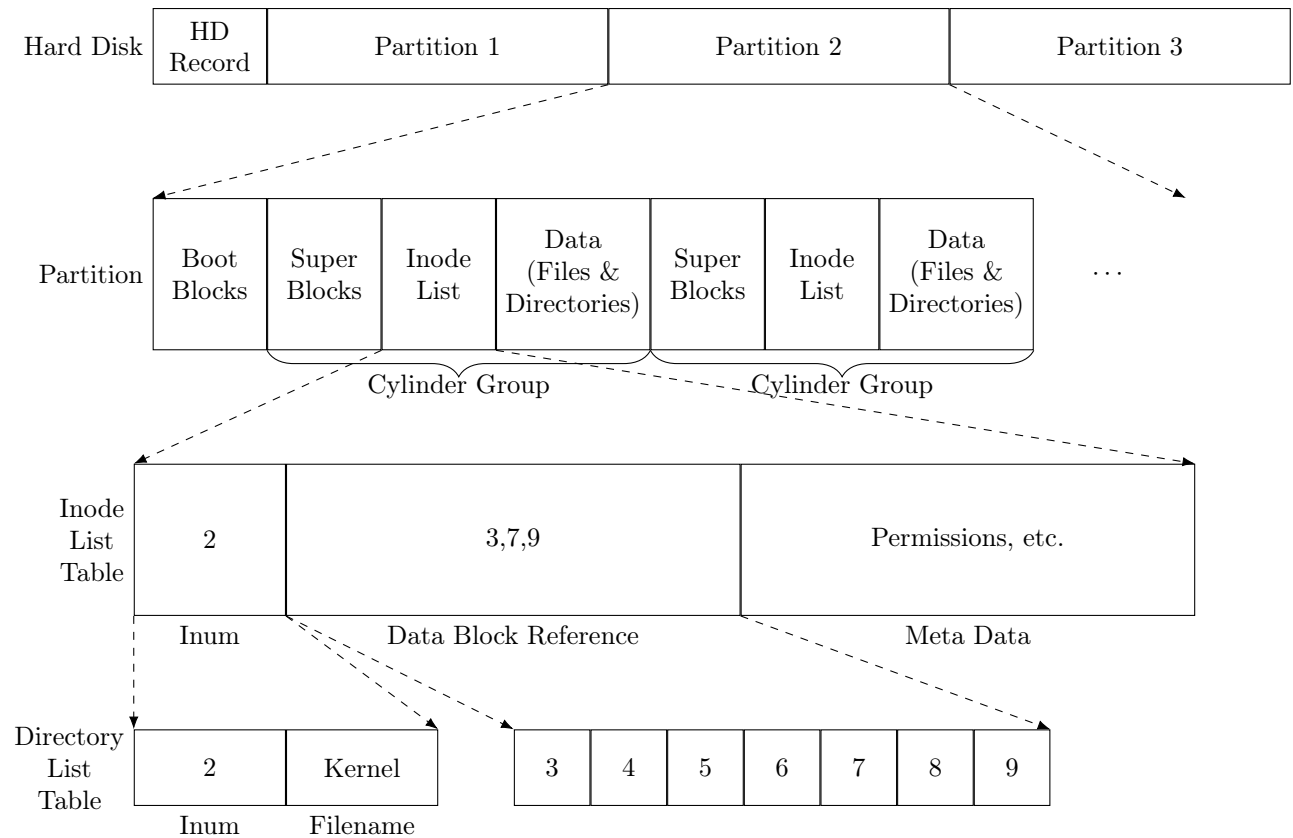 Hard Disk
HD
Record
Partition 1
Partition 2
Partition 3
Partition
Boot
Blocks
Super
Blocks
Inode
List
Data
(Files &
Directories)
Super
Blocks
Inode
List
Data
(Files &
Directories)
...
Cylinder Group
Cylinder Group
Inode
List
Table
2
3,7,9
Permissions, etc.
Inum
Data Block Reference
Meta Data
Directory
List
Table
2
Kernel
3
4
5
6
7
8
9
Inum
Filename